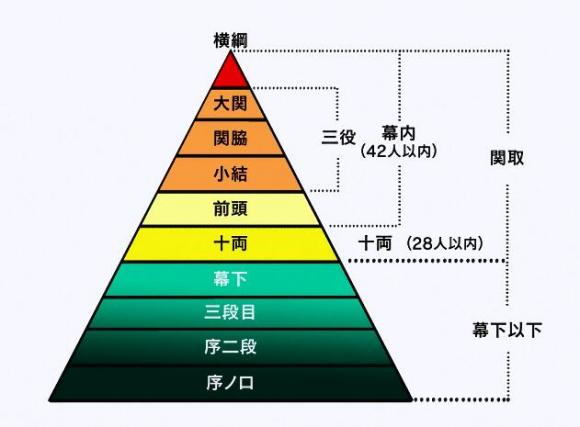 横綱
大関
関脇
小結
前頭
十両
幕下
三段目
序二段
序ノ口
三役
幕内
（42人以内）
関取
十両（28人以内）
幕下以下